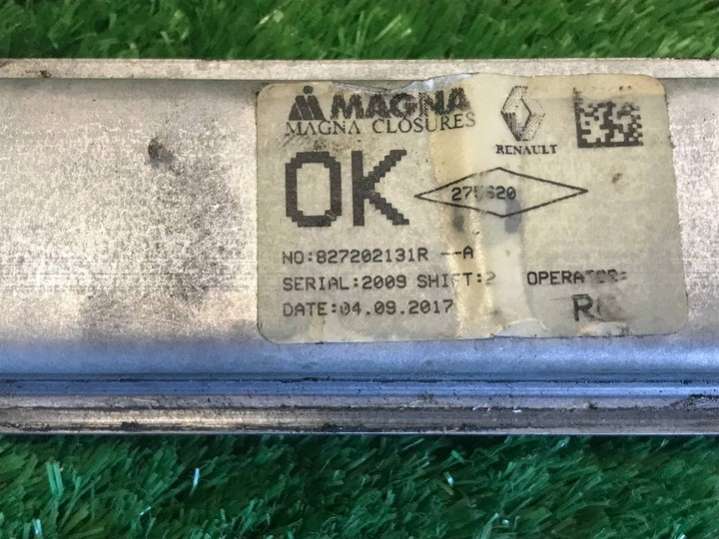 MAGNA
MAGNA CLOSURES
RENAULT
OK
NO:827202131R --A
SERIAL:2009 SHIFT:2 OPERATOR:
DATE:04.09.2017